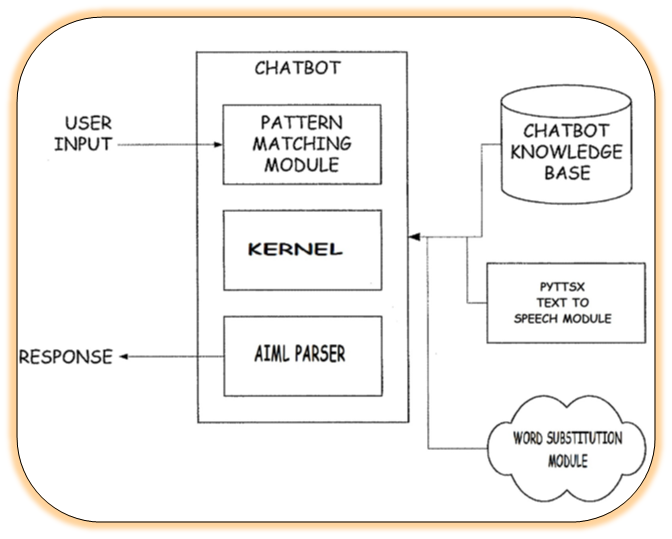 CHATBOT
USER
INPUT
PATTERN
MATCHING
MODULE
KERNEL
AIML PARSER
RESPONSE
CHATBOT
KNOWLEDGE
BASE
PYTTSX
TEXT TO
SPEECH MODULE
WORD SUBSTITUTION
MODULE